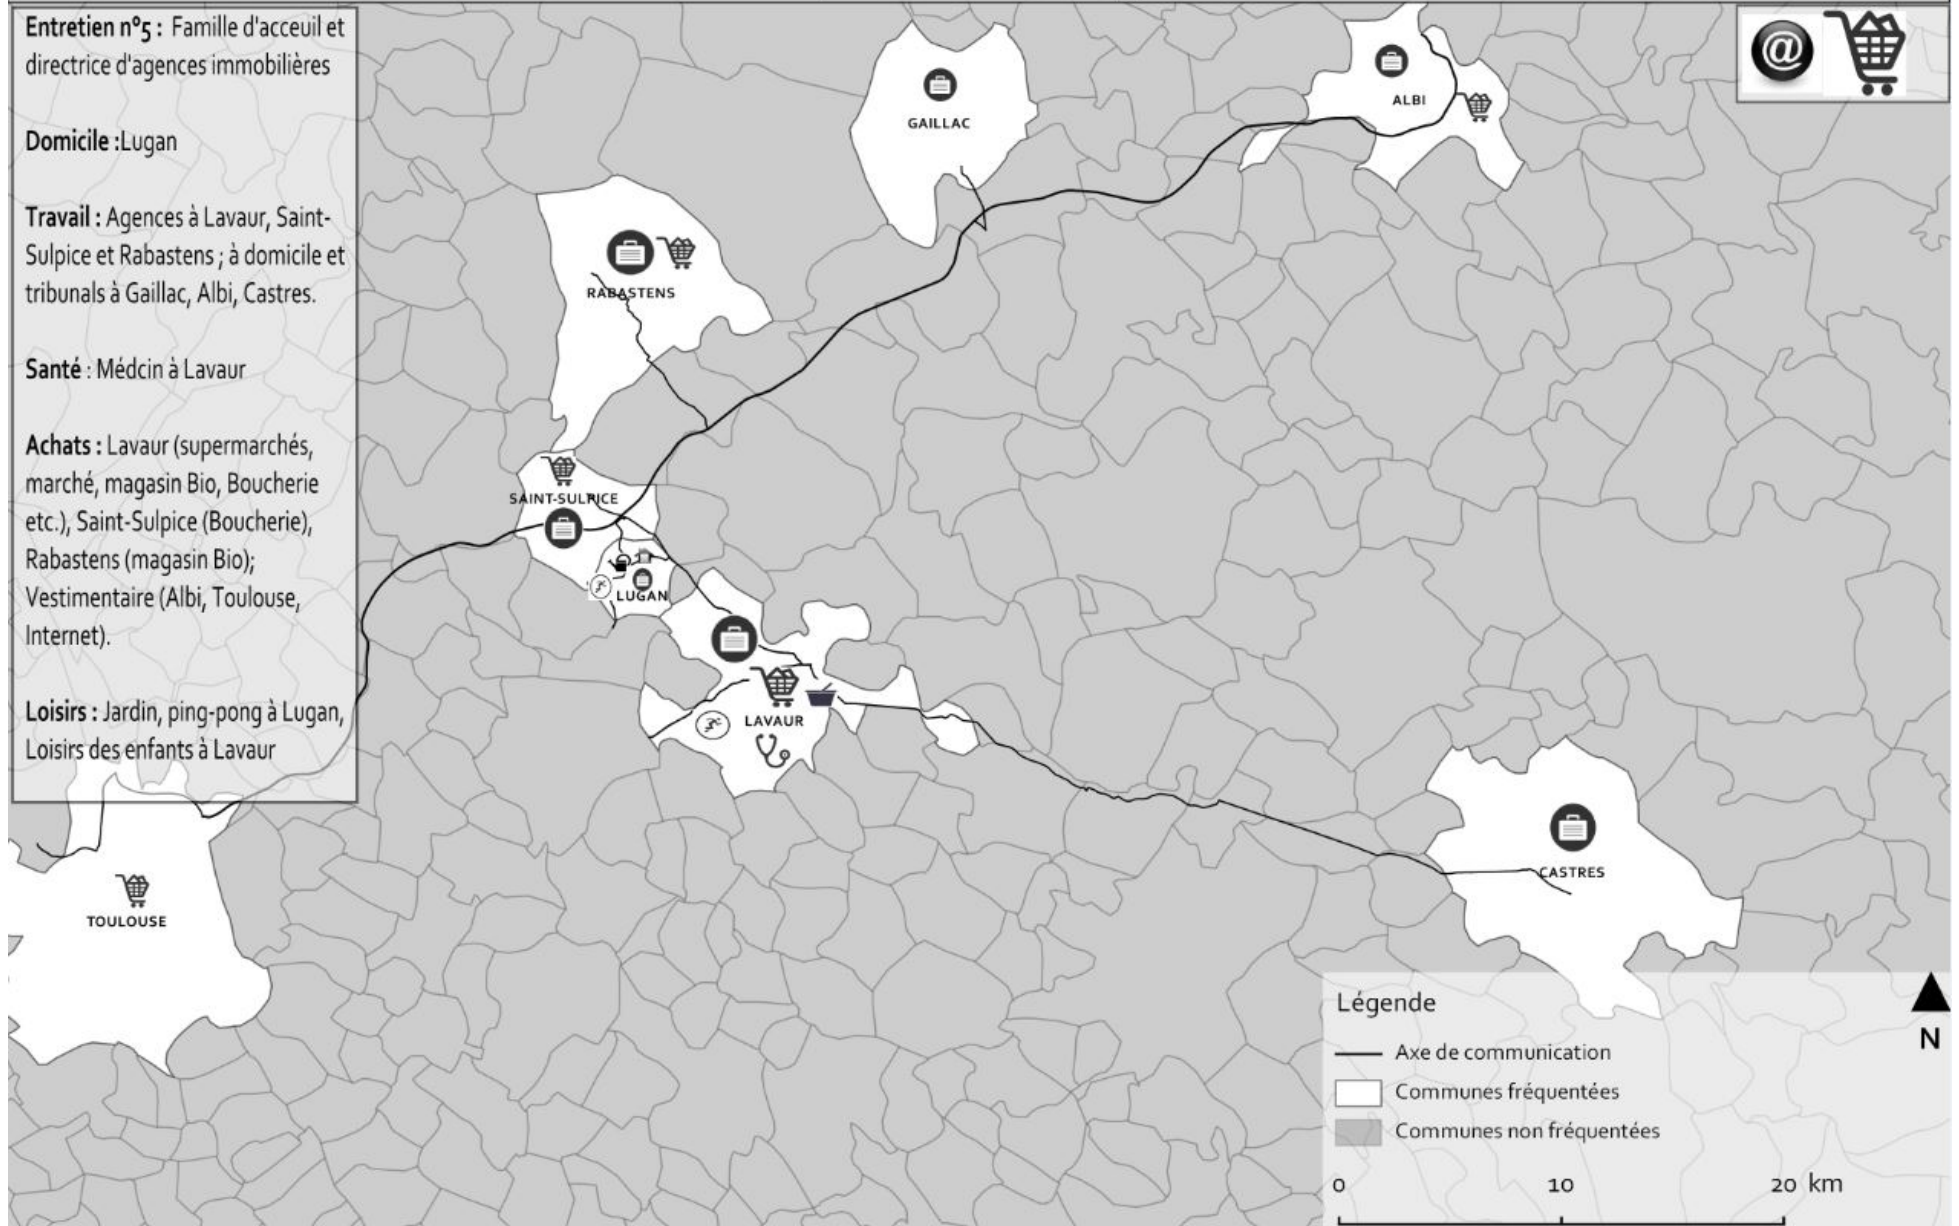 Entretien n°5 : Famille d'acceuil et
directrice d'agences immobilières
Domicile :Lugan
Travail : Agences à Lavaur, Saint-
Sulpice et Rabastens ; à domicile et
tribunals à Gaillac, Albi, Castres.
Santé : Médcin à Lavaur
Achats : Lavaur (supermarchés,
marché, magasin Bio, Boucherie
etc.), Saint-Sulpice (Boucherie),
Rabastens (magasin Bio);
Vestimentaire (Albi, Toulouse,
Internet).
Loisirs : Jardin, ping-pong à Lugan,
Loisirs des enfants à Lavaur
@
ALBI
GAILLAC
RABASTENS
SAINT-SULPICE
LUGAN
LAVAUR
CASTRES
TOULOUSE
Légende
Axe de communication
Communes fréquentées
Communes non fréquentées
N
0 10 20 km